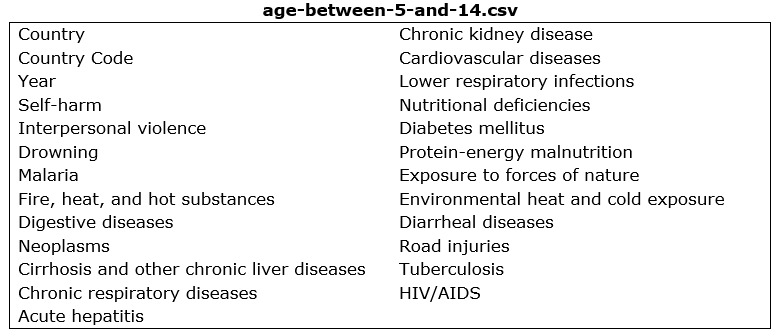 age-between-5-and-14.csv
Country
Country Code
Year
Self-harm
Interpersonal violence
Drowning
Malaria
Fire, heat, and hot substances
Digestive diseases
Neoplasms
Cirrhosis and other chronic liver diseases
Chronic respiratory diseases
Acute hepatitis
Chronic kidney disease
Cardiovascular diseases
Lower respiratory infections
Nutritional deficiencies
Diabetes mellitus
Protein-energy malnutrition
Exposure to forces of nature
Environmental heat and cold exposure
Diarrheal diseases
Road injuries
Tuberculosis
HIV/AIDS